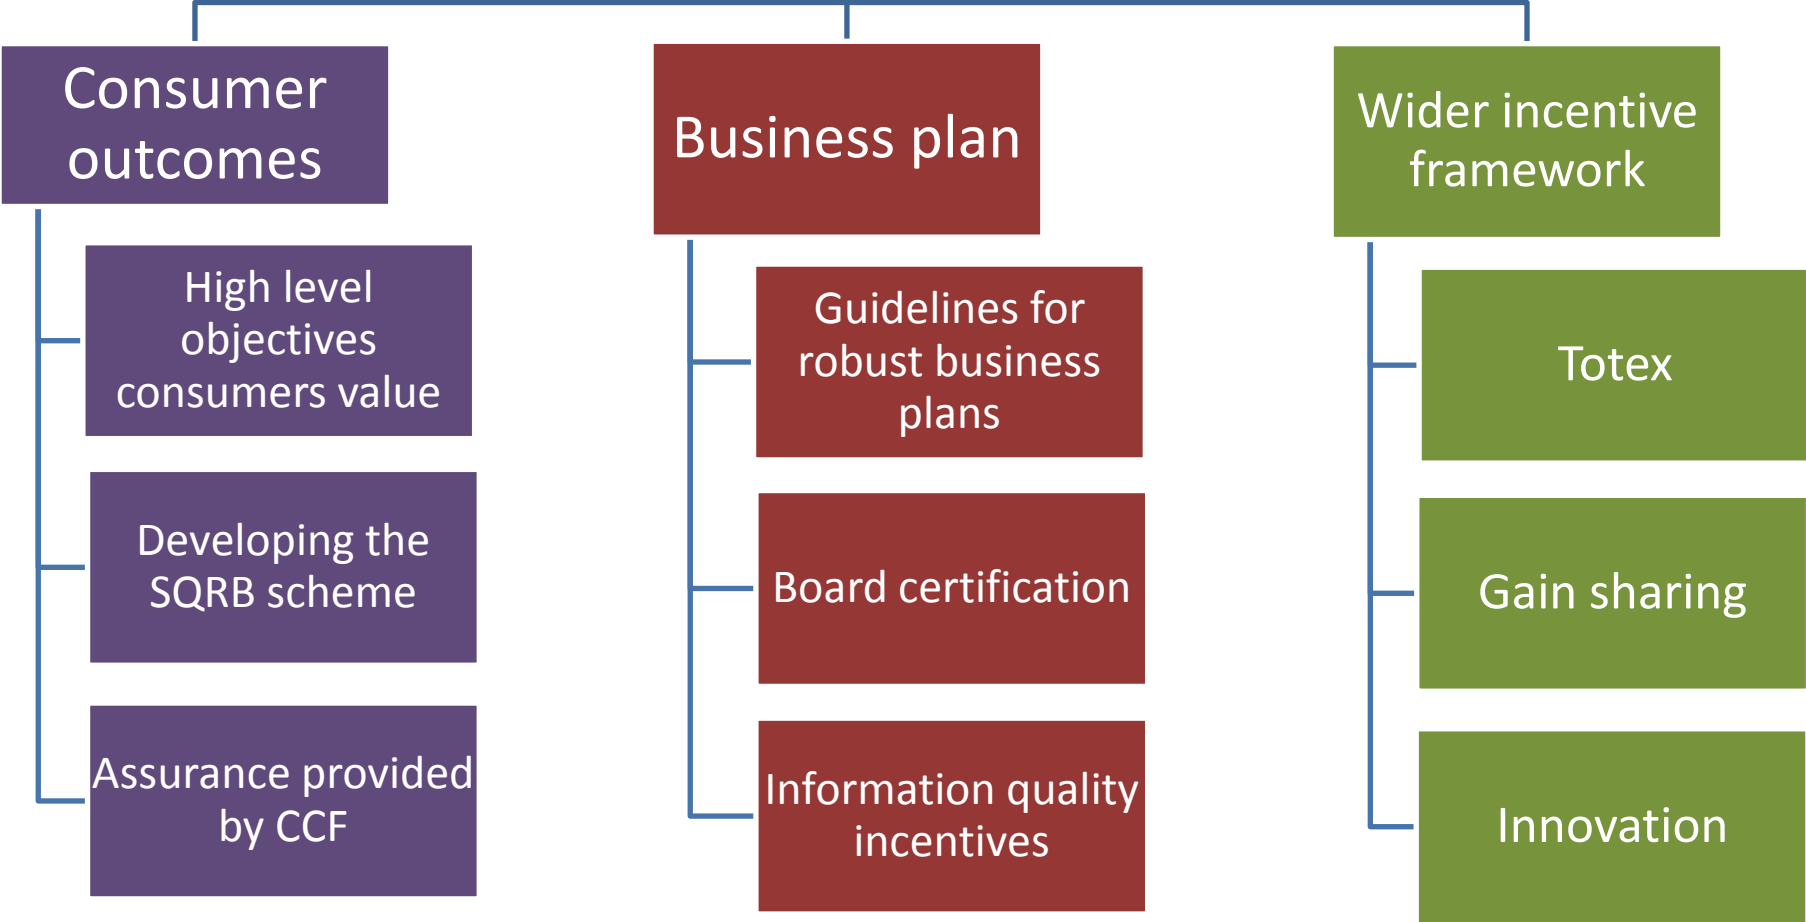 Consumer
outcomes
High level
objectives
consumers value
Developing the
SQRB scheme
Assurance provided
by CCF
Business plan
Guidelines for
robust business
plans
Board certification
Information quality
incentives
Wider incentive
framework
Totex
Gain sharing
Innovation